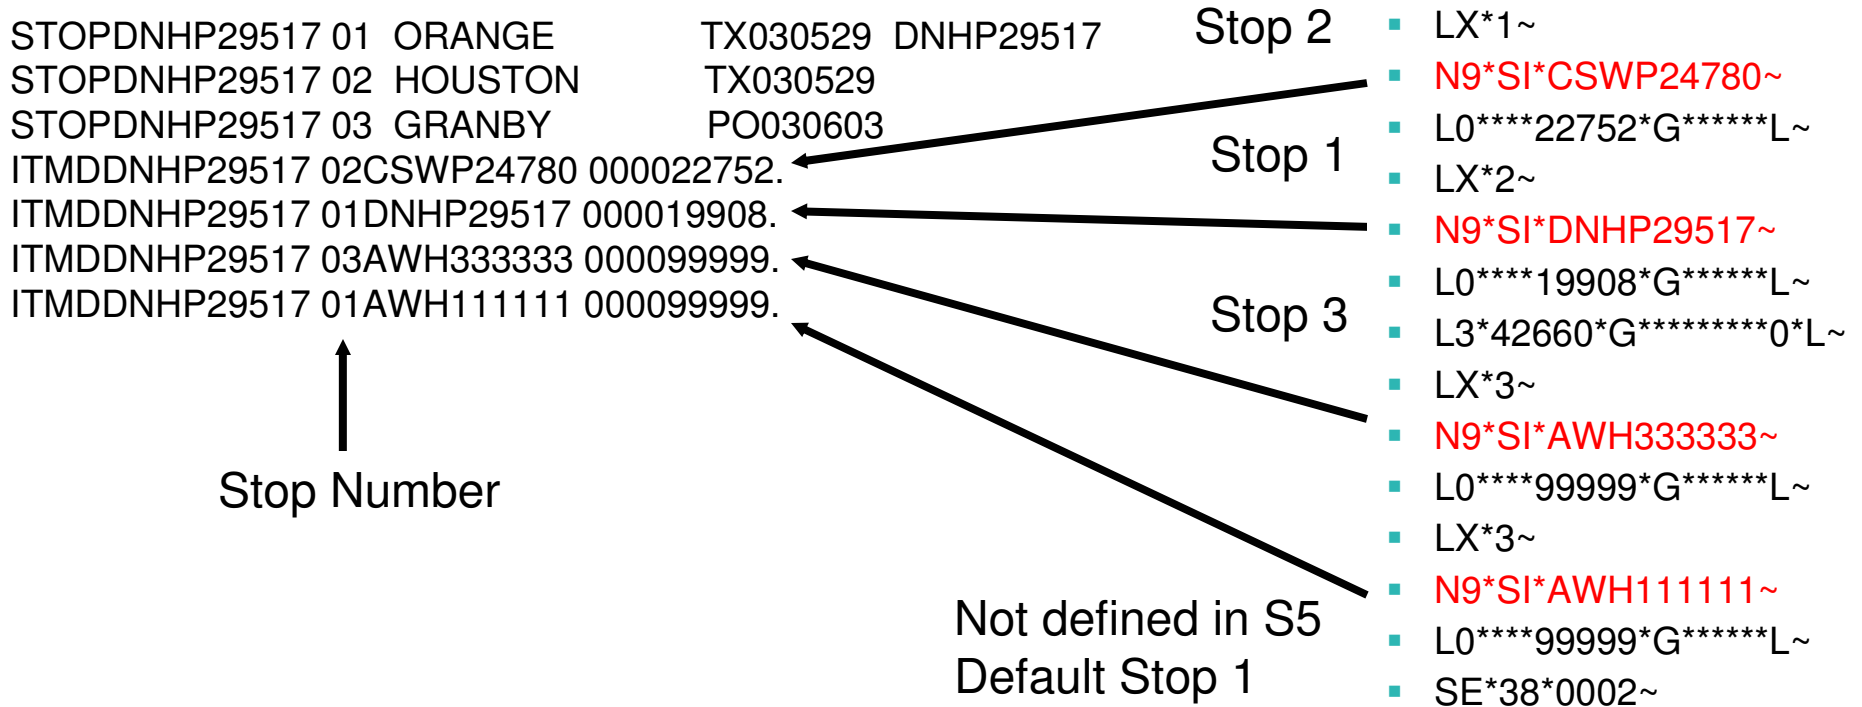 STOPDNHP29517 01 ORANGE TX030529 DNHP29517
STOPDNHP29517 02 HOUSTON TX030529
STOPDNHP29517 03 GRANBY PO030603
ITMDDNHP29517 02CSWP24780 000022752.
ITMDDNHP29517 01DNHP29517 000019908.
ITMDDNHP29517 03AWH333333 000099999.
ITMDDNHP29517 01AWH111111 000099999.
Stop Number
Stop 2
Stop 1
Stop 3
Not defined in S5
Default Stop 1
LX*1~
N9*SI*CSWP24780~
L0****22752*G******L~
LX*2~
N9*SI*DNHP29517~
L0****19908*G******L~
L3*42660*G*********0*L~
LX*3~
N9*SI*AWH333333~
L0****99999*G******L~
LX*3~
N9*SI*AWH111111~
L0****99999*G******L~
SE*38*0002~